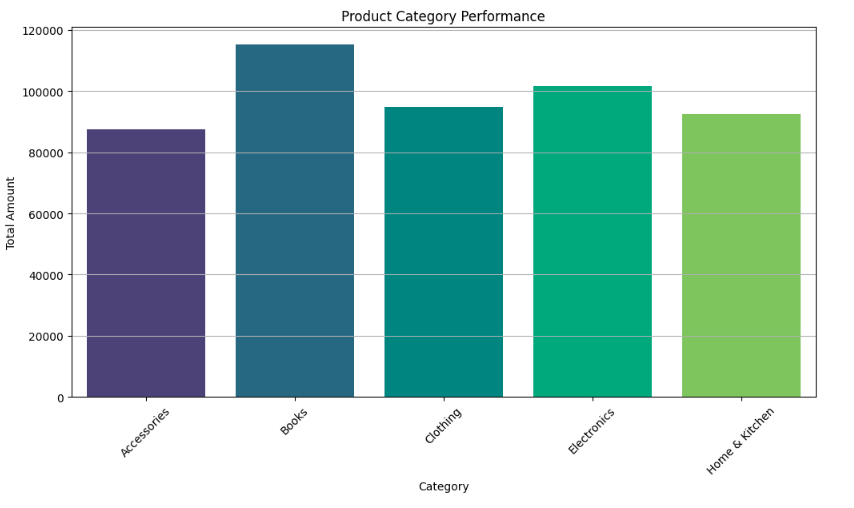 Product Category Performance
120000
100000
80000
60000
40000
20000
0
Total Amount
Accessories
Books
Clothing
Electronics
Home & Kitchen
Category